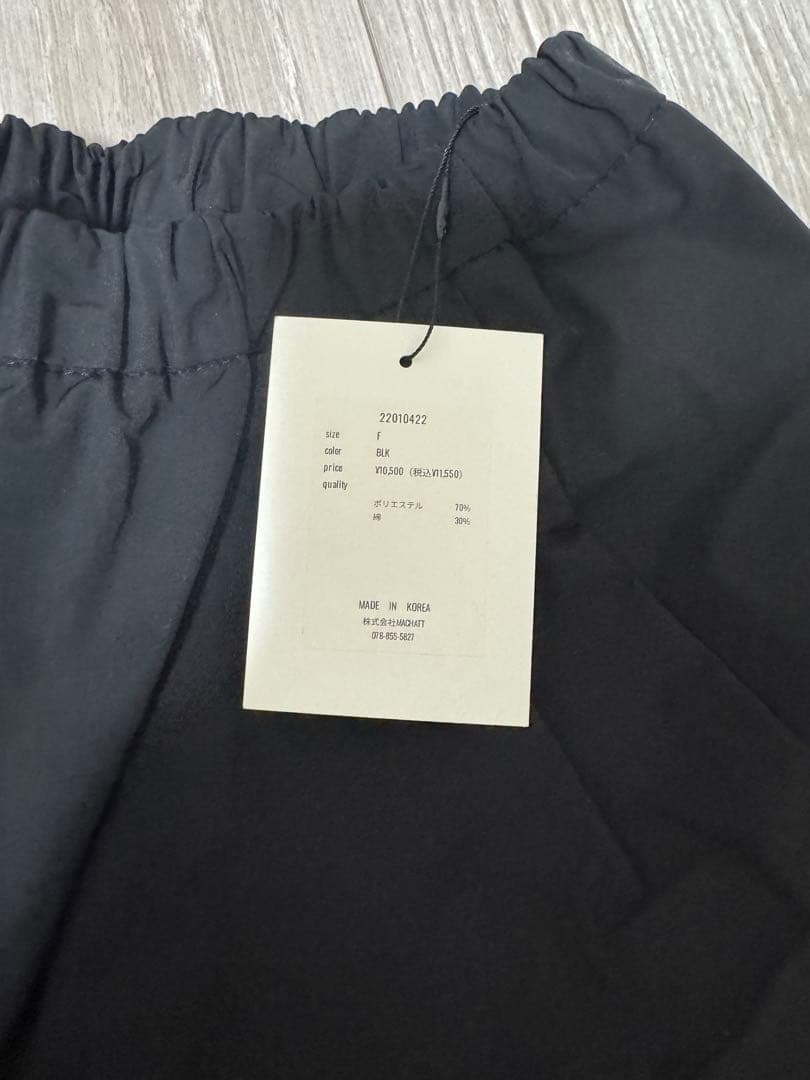 22010422
size F
color BLK
price ¥10,500 (税込¥11,550)
quality
ポリエステル 70%
綿 30%
MADE IN KOREA
株式会社MACHATT
078-855-5827